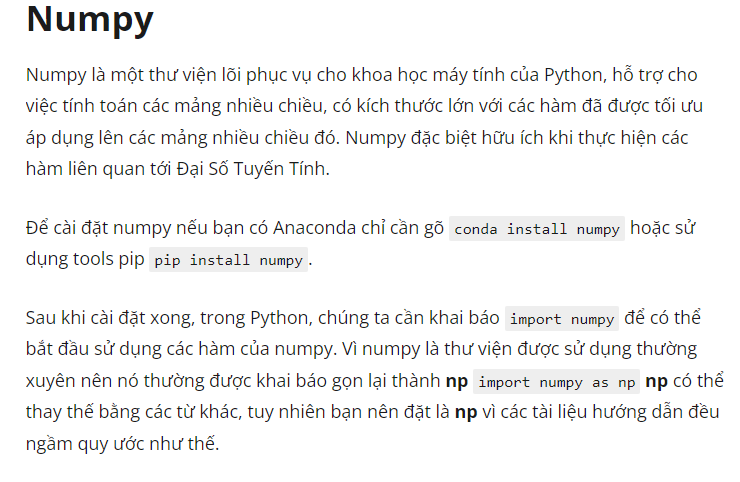 Numpy
Numpy là một thư viện lõi phục vụ cho khoa học máy tính của Python, hỗ trợ cho
việc tính toán các mảng nhiều chiều, có kích thước lớn với các hàm đã được tối ưu
áp dụng lên các mảng nhiều chiều đó. Numpy đặc biệt hữu ích khi thực hiện các
hàm liên quan tới Đại Số Tuyến Tính.
Để cài đặt numpy nếu bạn có Anaconda chỉ cần gõ conda install numpy hoặc sử
dụng tools pip pip install numpy.
Sau khi cài đặt xong, trong Python, chúng ta cần khai báo import numpy để có thể
bắt đầu sử dụng các hàm của numpy. Vì numpy là thư viện được sử dụng thường
xuyên nên nó thường được khai báo gọn lại thành np import numpy as np np có thể
thay thế bằng các từ khác, tuy nhiên bạn nên đặt là np vì các tài liệu hướng dẫn đều
ngầm quy ước như thế.